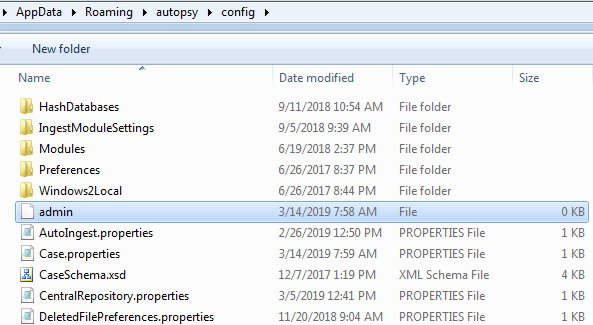 AppData ▸ Roaming ▸ autopsy ▸ config ▸
New folder
Name Date modified Type Size
HashDatabases 9/11/2018 10:54 AM File folder
IngestModuleSettings 9/5/2018 9:39 AM File folder
Modules 6/19/2018 2:37 PM File folder
Preferences 6/26/2017 8:37 PM File folder
Windows2Local 6/26/2017 8:44 PM File folder
admin 3/14/2019 7:58 AM File 0 KB
AutoIngest.properties 2/26/2019 12:50 PM PROPERTIES File 1 KB
Case.properties 3/14/2019 7:59 AM PROPERTIES File 1 KB
CaseSchema.xsd 12/7/2017 1:19 PM XML Schema File 4 KB
CentralRepository.properties 3/5/2019 12:41 PM PROPERTIES File 1 KB
DeletedFilePreferences.properties 11/20/2018 9:04 AM PROPERTIES File 1 KB